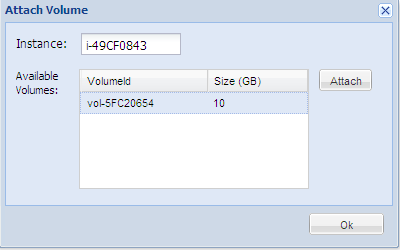 Attach Volume
Instance: i-49CF0843
Available Volumes:
VolumeId Size (GB)
vol-5FC20654 10
Attach
Ok